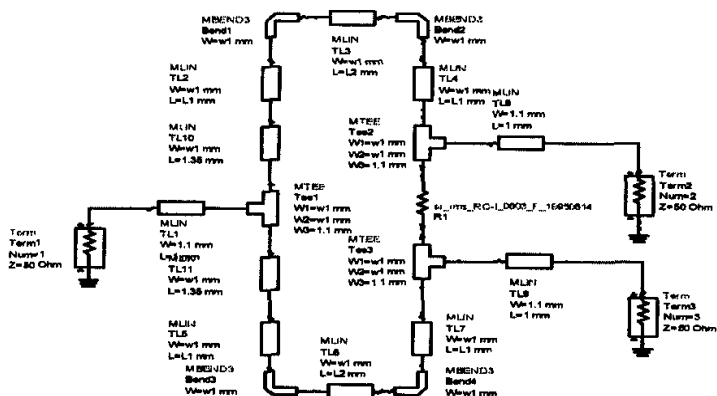 MBEND3
Bend1
W=w1 mm
MLIN
TL3
W=w1 mm
L=L2 mm
MBEND3
Bend2
W=w1 mm
MLIN
TL2
W=w1 mm
L=L1 mm
MLIN
TL4
W=w1 mm
L=L1 mm
MLIN
W=1.1 mm
L=1 mm
MLIN
TL10
W=w1 mm
L=1.35 mm
MTEE
Tee2
W1=w1 mm
W2=w1 mm
W3=1.1 mm
Term
Term2
Num=2
Z=50 Ohm
MTEE
Tee1
W1=w1 mm
W2=w1 mm
W3=1.1 mm
R1
Term
Term1
Num=1
Z=50 Ohm
MLIN
TL1
W=1.1 mm
MLIN
TL11
W=w1 mm
L=1.35 mm
MTEE
Tee3
W1=w1 mm
W2=w1 mm
W3=1.1 mm
MLIN
TL9
W=1.1 mm
L=1 mm
Term
Term3
Num=3
Z=50 Ohm
MLIN
TL5
W=w1 mm
L=L1 mm
MLIN
TL6
W=w1 mm
L=L2 mm
MLIN
TL7
W=w1 mm
L=L1 mm
MBEND3
Bend3
W=w1 mm
MBEND3
Bend4
W=w1 mm